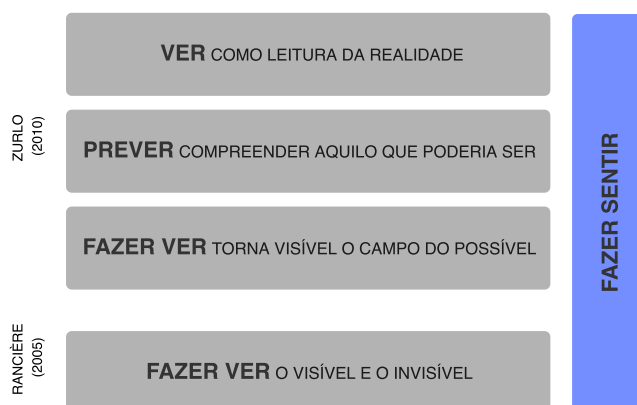 VER COMO LEITURA DA REALIDADE
ZURLO
(2010)
PREVER COMPREENDER AQUILO QUE PODERIA SER
FAZER VER TORNA VISÍVEL O CAMPO DO POSSÍVEL
RANCIÈRE
(2005)
FAZER VER O VISÍVEL E O INVISÍVEL
FAZER SENTIR